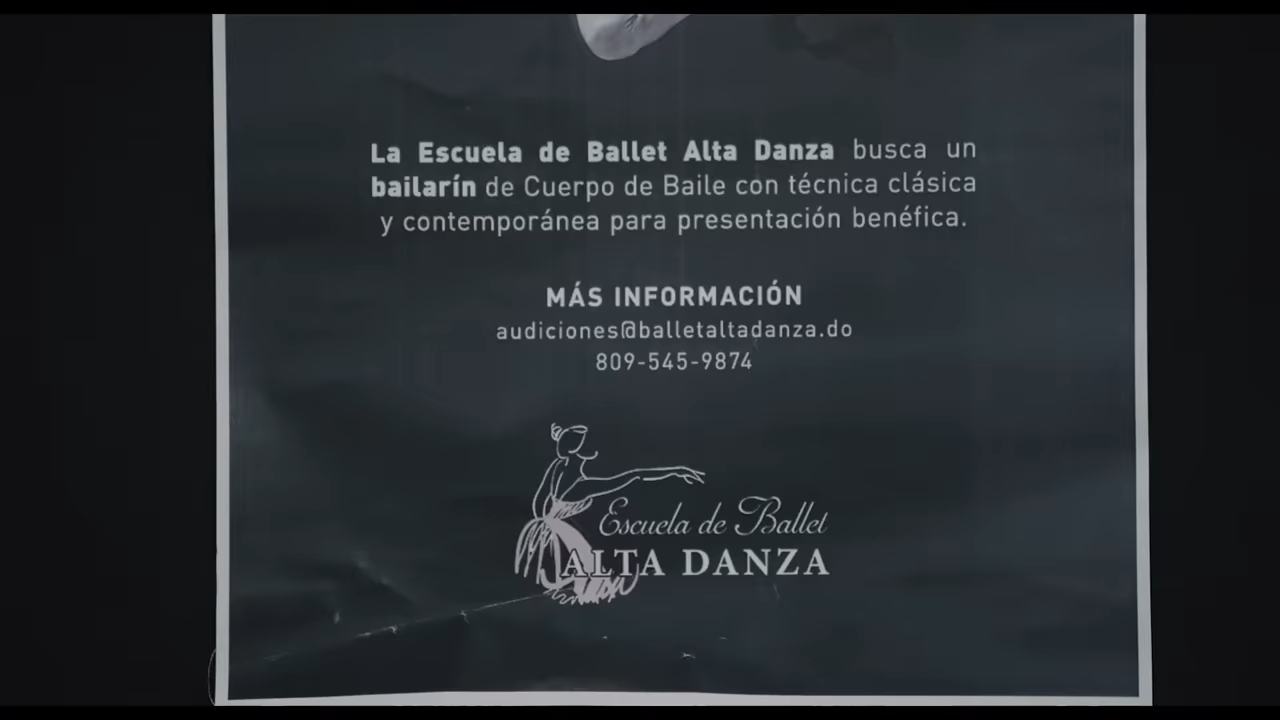 La Escuela de Ballet Alta Danza busca un
bailarín de Cuerpo de Baile con técnica clásica
y contemporánea para presentación benéfica.
MÁS INFORMACIÓN
audiciones@balletaltadanza.do
809-545-9874
Escuela de Ballet
ALTA DANZA